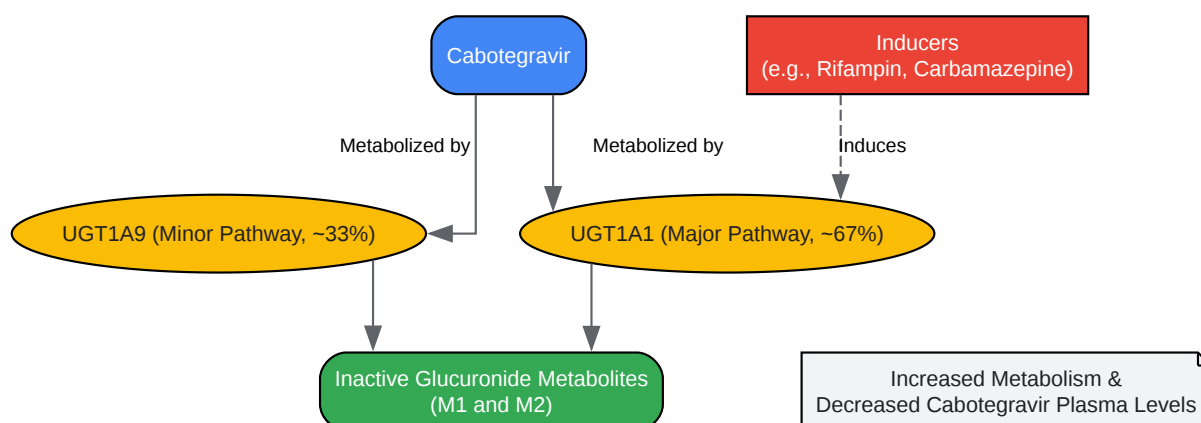 Cabotegravir
Inducers
(e.g., Rifampin, Carbamazepine)
Metabolized by
Metabolized by
Induces
UGT1A9 (Minor Pathway, ~33%)
UGT1A1 (Major Pathway, ~67%)
Inactive Glucuronide Metabolites
(M1 and M2)
Increased Metabolism &
Decreased Cabotegravir Plasma Levels